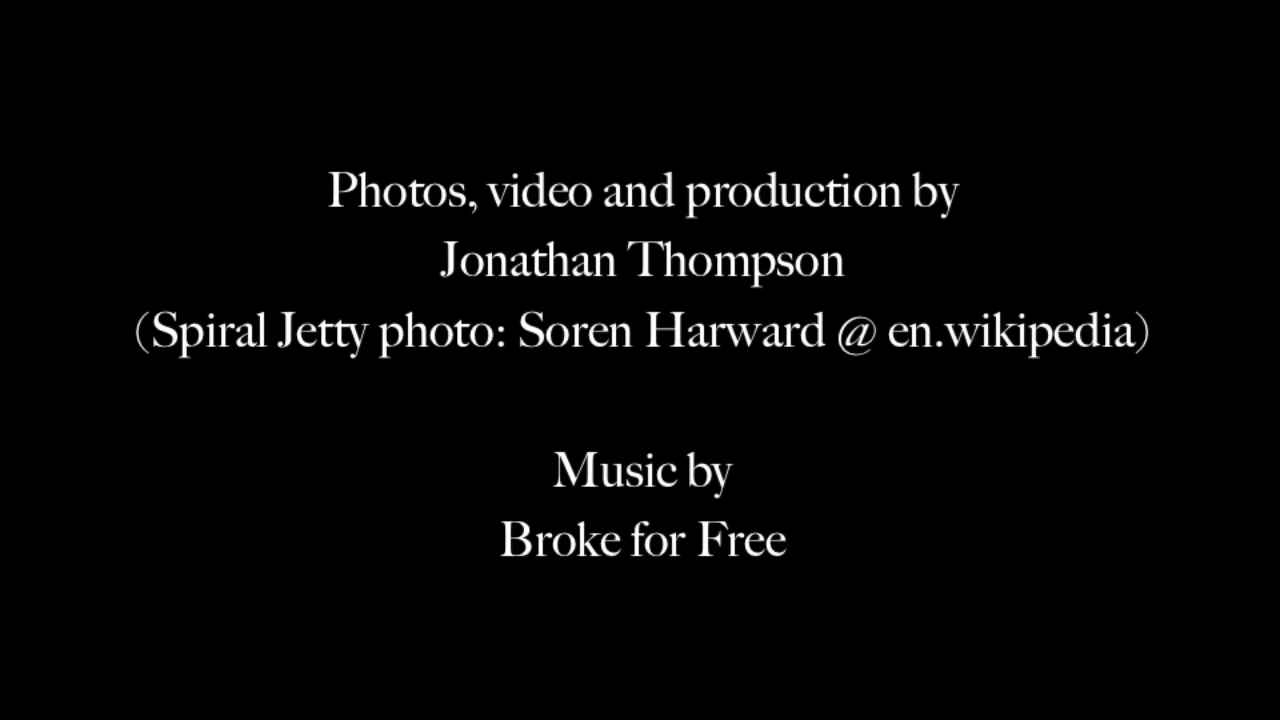 Photos, video and production by
Jonathan Thompson
(Spiral Jetty photo: Soren Harward @ en.wikipedia)
Music by
Broke for Free